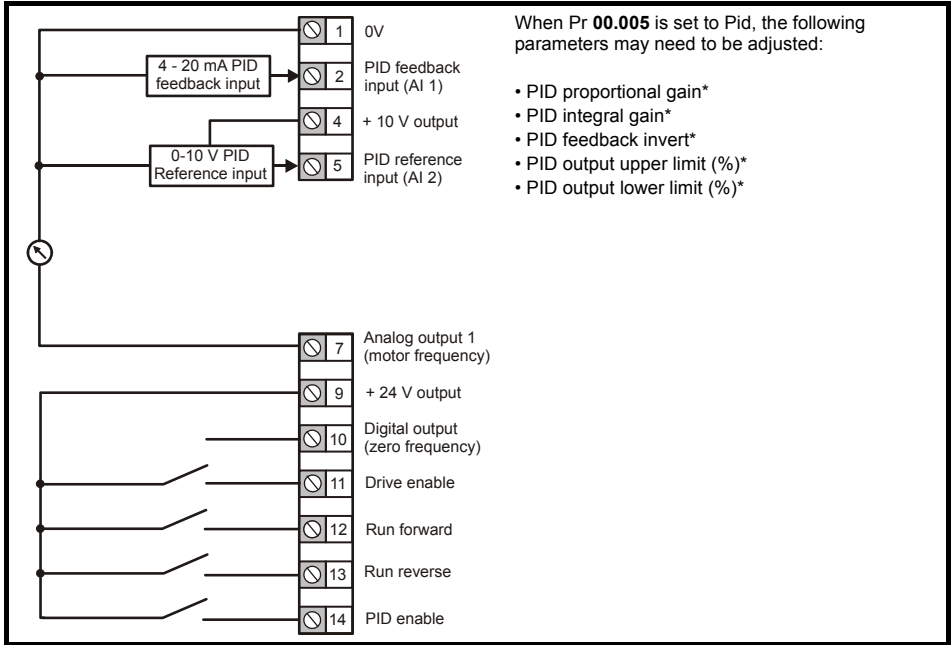 1 0V
4 - 20 mA PID
feedback input
2 PID feedback
input (AI 1)
4 + 10 V output
0-10 V PID
Reference input
5 PID reference
input (AI 2)
7 Analog output 1
(motor frequency)
9 + 24 V output
10 Digital output
(zero frequency)
11 Drive enable
12 Run forward
13 Run reverse
14 PID enable
When Pr 00.005 is set to Pid, the following
parameters may need to be adjusted:
• PID proportional gain*
• PID integral gain*
• PID feedback invert*
• PID output upper limit (%)*
• PID output lower limit (%)*